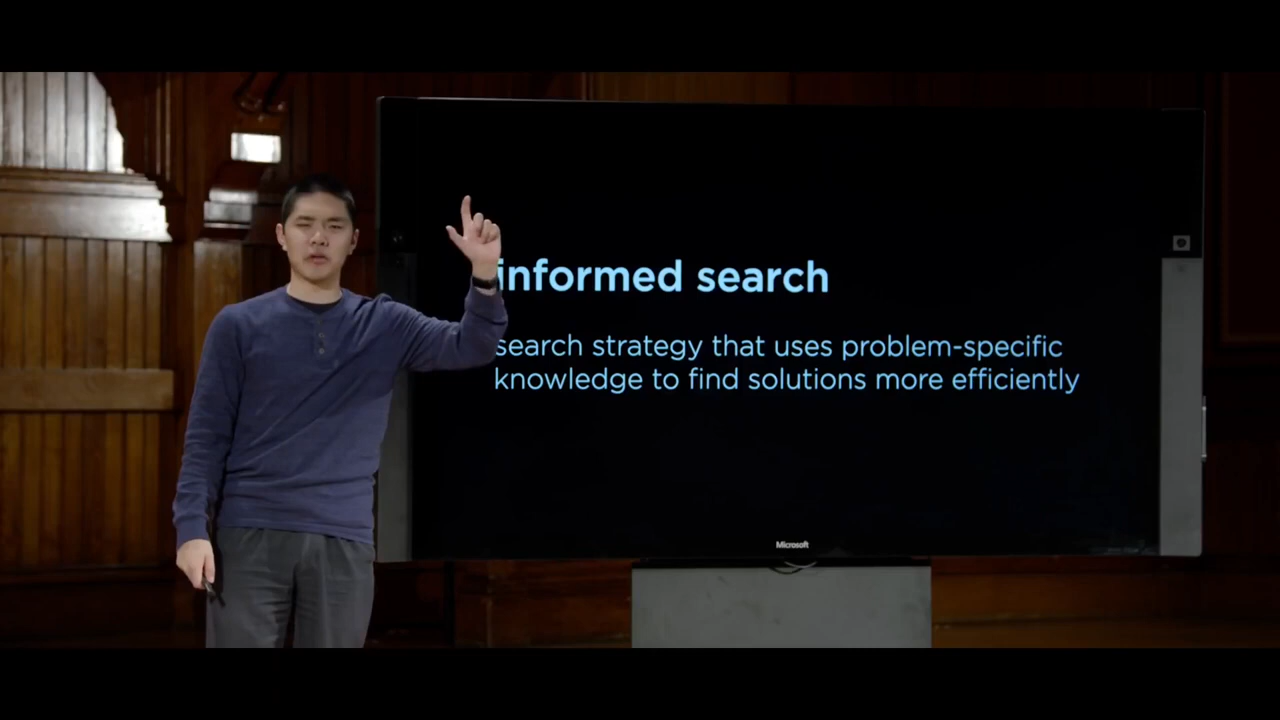 informed search
search strategy that uses problem-specific
knowledge to find solutions more efficiently
Microsoft